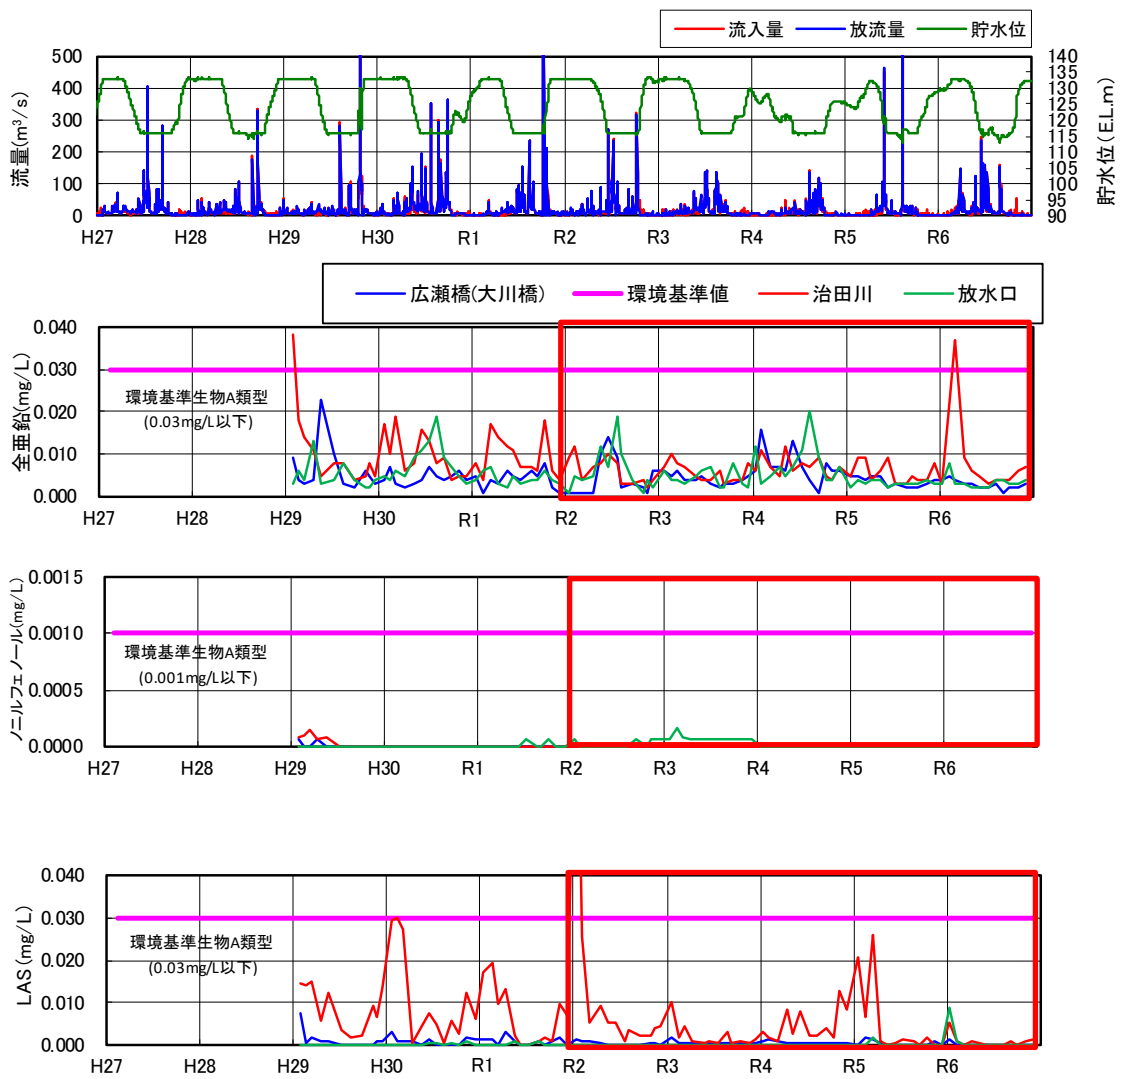 流入量 放流量 貯水位
流量(m³/s)
500
400
300
200
100
0
140
135
130
125
120
115
110
105
100
95
90
貯水位(E.L.m)
H27 H28 H29 H30 R1 R2 R3 R4 R5 R6
広瀬橋(大川橋) 環境基準値 治田川 放水口
全亜鉛(mg/L)
0.040
0.030
0.020
0.010
0.000
環境基準生物A類型
(0.03mg/L以下)
H27 H28 H29 H30 R1 R2 R3 R4 R5 R6
ノニルフェノール(mg/L)
0.0015
0.0010
0.0005
0.0000
環境基準生物A類型
(0.001mg/L以下)
H27 H28 H29 H30 R1 R2 R3 R4 R5 R6
LAS(mg/L)
0.040
0.030
0.020
0.010
0.000
環境基準生物A類型
(0.03mg/L以下)
H27 H28 H29 H30 R1 R2 R3 R4 R5 R6